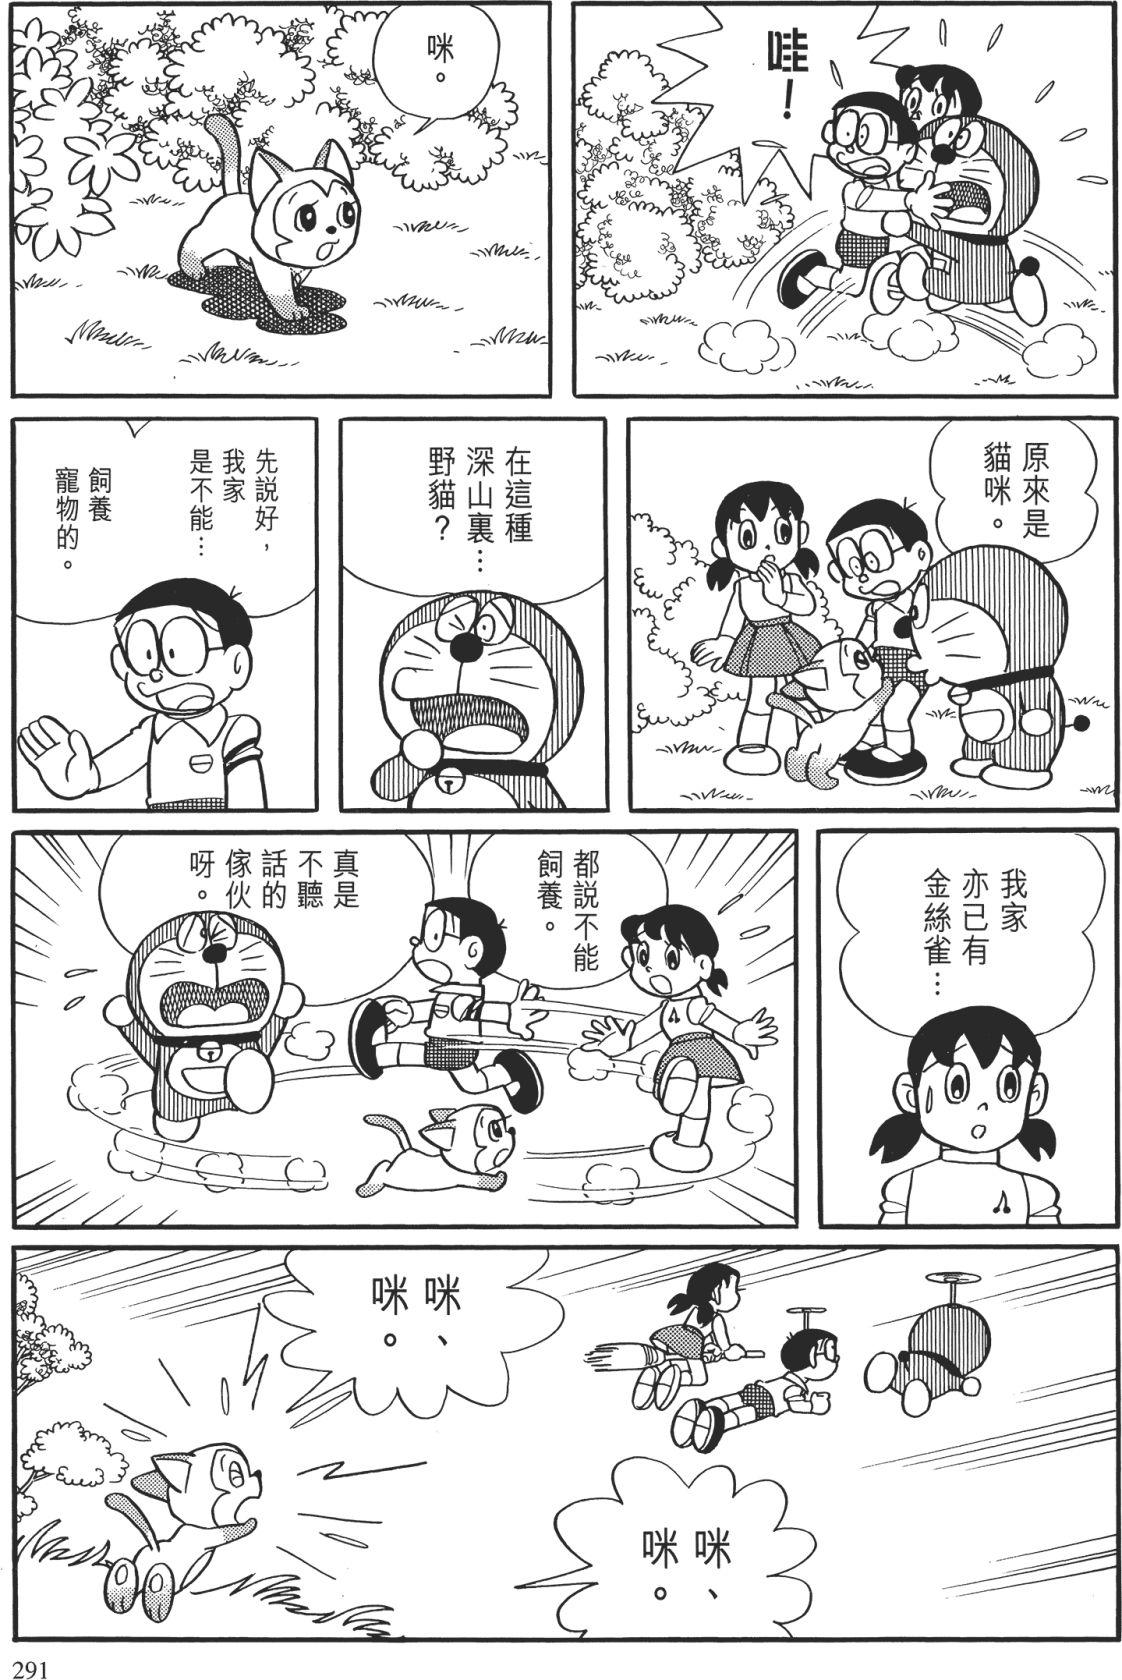 哇！
咪。
原來是
貓咪。
在這種
深山裏…
野貓？
先説好，
我家
是不能…
飼養
寵物的。
我家
亦已有
金絲雀…
都説不能
飼養。
真是
不聽
話的
傢伙
呀。
咪、
咪。
咪、
咪。
291